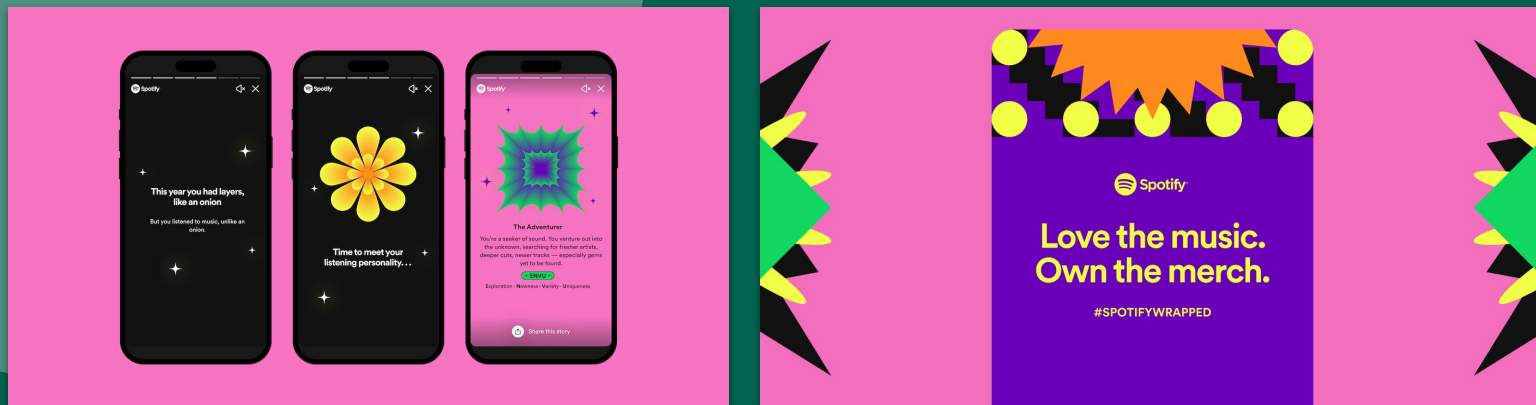 Spotify
This year you had layers,
like an onion
But you listened to music, unlike an
onion.
Spotify
Time to meet your
listening personality...
Spotify
The Adventurer
You're a seeker of sound. You venture out into
the unknown, searching for fresher artists,
deeper cuts, newer tracks — especially gems
yet to be found.
ENVU
Exploration · Newness · Variety · Uniqueness
Share this story
Spotify
Love the music.
Own the merch.
#SPOTIFYWRAPPED